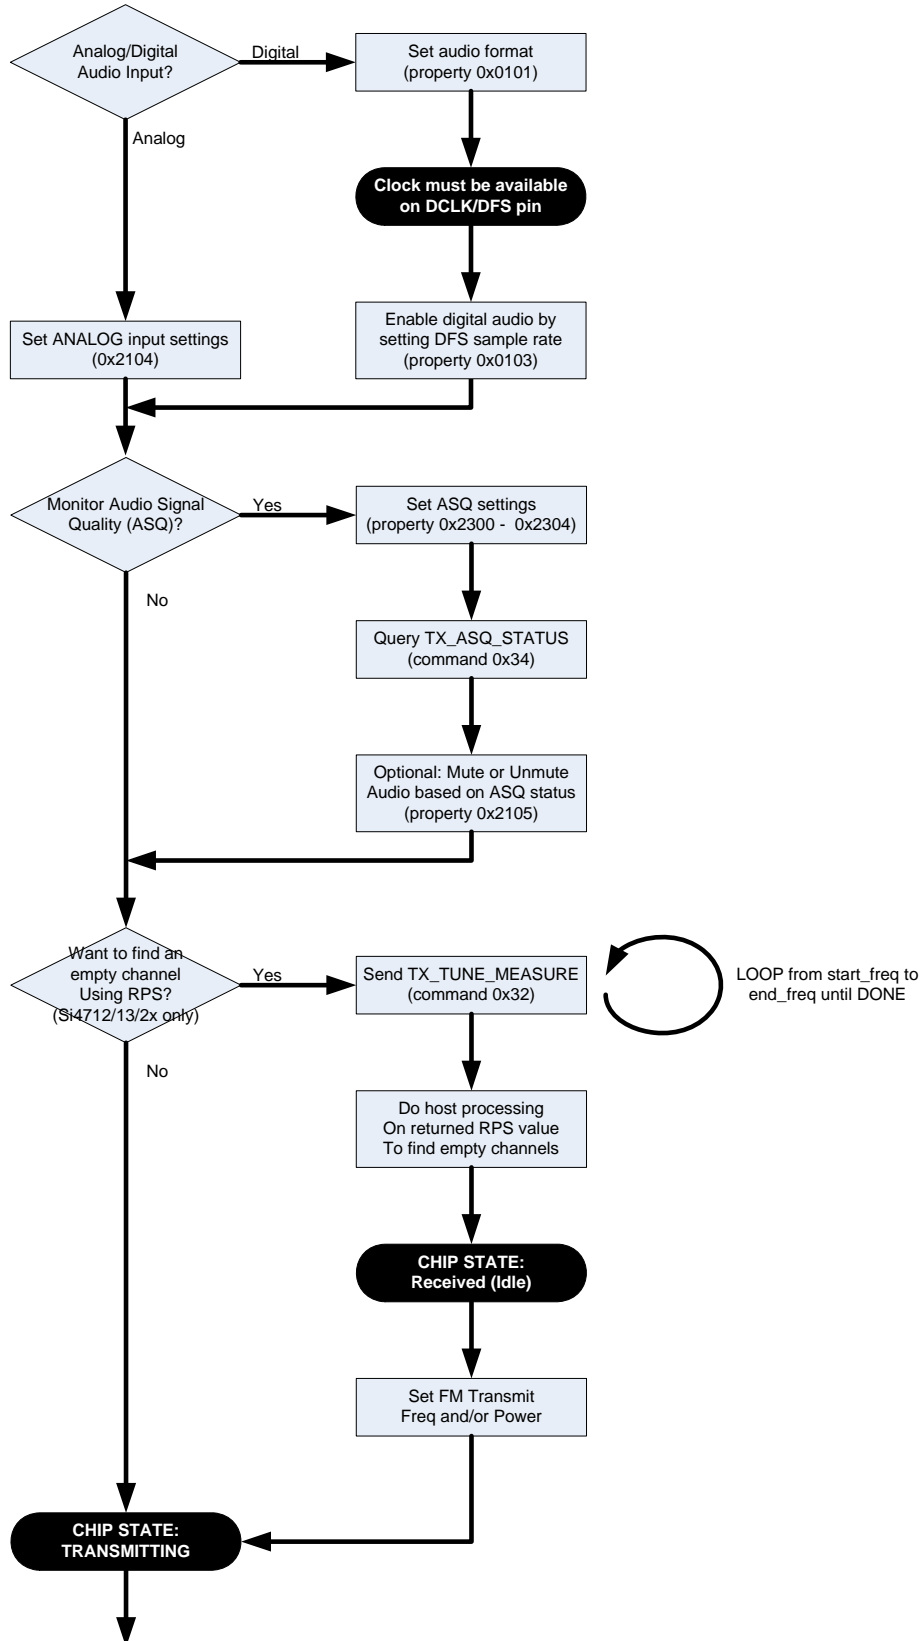 Analog/Digital
Audio Input?
Digital
Set audio format
(property 0x0101)
Analog
Clock must be available
on DCLK/DFS pin
Set ANALOG input settings
(0x2104)
Enable digital audio by
setting DFS sample rate
(property 0x0103)
Monitor Audio Signal
Quality (ASQ)?
Yes
Set ASQ settings
(property 0x2300 -  0x2304)
No
Query TX_ASQ_STATUS
(command 0x34)
Optional: Mute or Unmute
Audio based on ASQ status
(property 0x2105)
Want to find an
empty channel
Using RPS?
(Si4712/13/2x only)
Yes
Send TX_TUNE_MEASURE
(command 0x32)
LOOP from start_freq to
end_freq until DONE
No
Do host processing
On returned RPS value
To find empty channels
CHIP STATE:
Received (Idle)
Set FM Transmit
Freq and/or Power
CHIP STATE:
TRANSMITTING